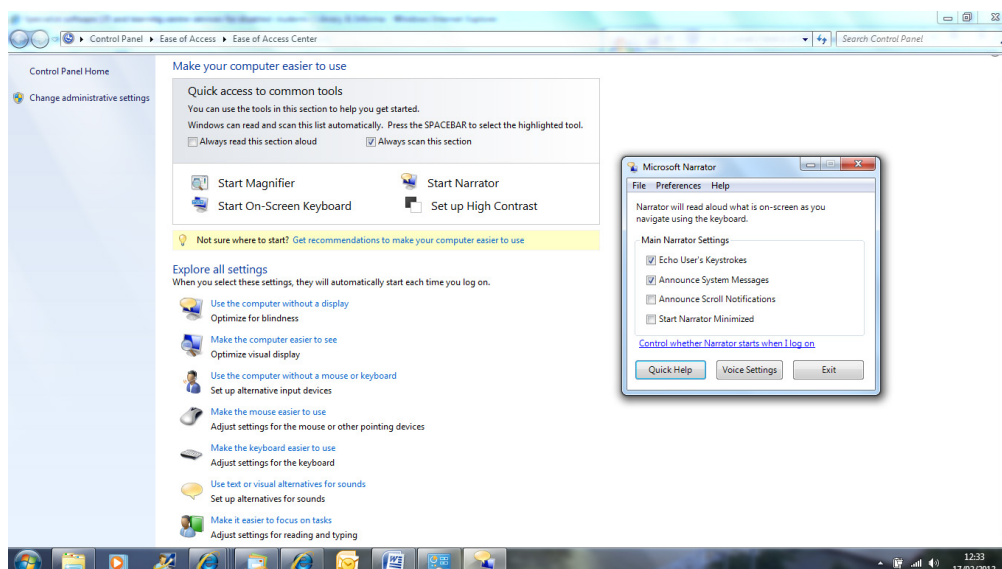 Control Panel ▸ Ease of Access ▸ Ease of Access Center
Search Control Panel
Control Panel Home
Change administrative settings
Make your computer easier to use
Quick access to common tools
You can use the tools in this section to help you get started.
Windows can read and scan this list automatically. Press the SPACEBAR to select the highlighted tool.
Always read this section aloud
Always scan this section
Start Magnifier
Start Narrator
Start On-Screen Keyboard
Set up High Contrast
Not sure where to start? Get recommendations to make your computer easier to use
Explore all settings
When you select these settings, they will automatically start each time you log on.
Use the computer without a display
Optimize for blindness
Make the computer easier to see
Optimize visual display
Use the computer without a mouse or keyboard
Set up alternative input devices
Make the mouse easier to use
Adjust settings for the mouse or other pointing devices
Make the keyboard easier to use
Adjust settings for the keyboard
Use text or visual alternatives for sounds
Set up alternatives for sounds
Make it easier to focus on tasks
Adjust settings for reading and typing
Microsoft Narrator
File Preferences Help
Narrator will read aloud what is on-screen as you
navigate using the keyboard.
Main Narrator Settings
Echo User's Keystrokes
Announce System Messages
Announce Scroll Notifications
Start Narrator Minimized
Control whether Narrator starts when I log on
Quick Help
Voice Settings
Exit
12:33
17/02/2012